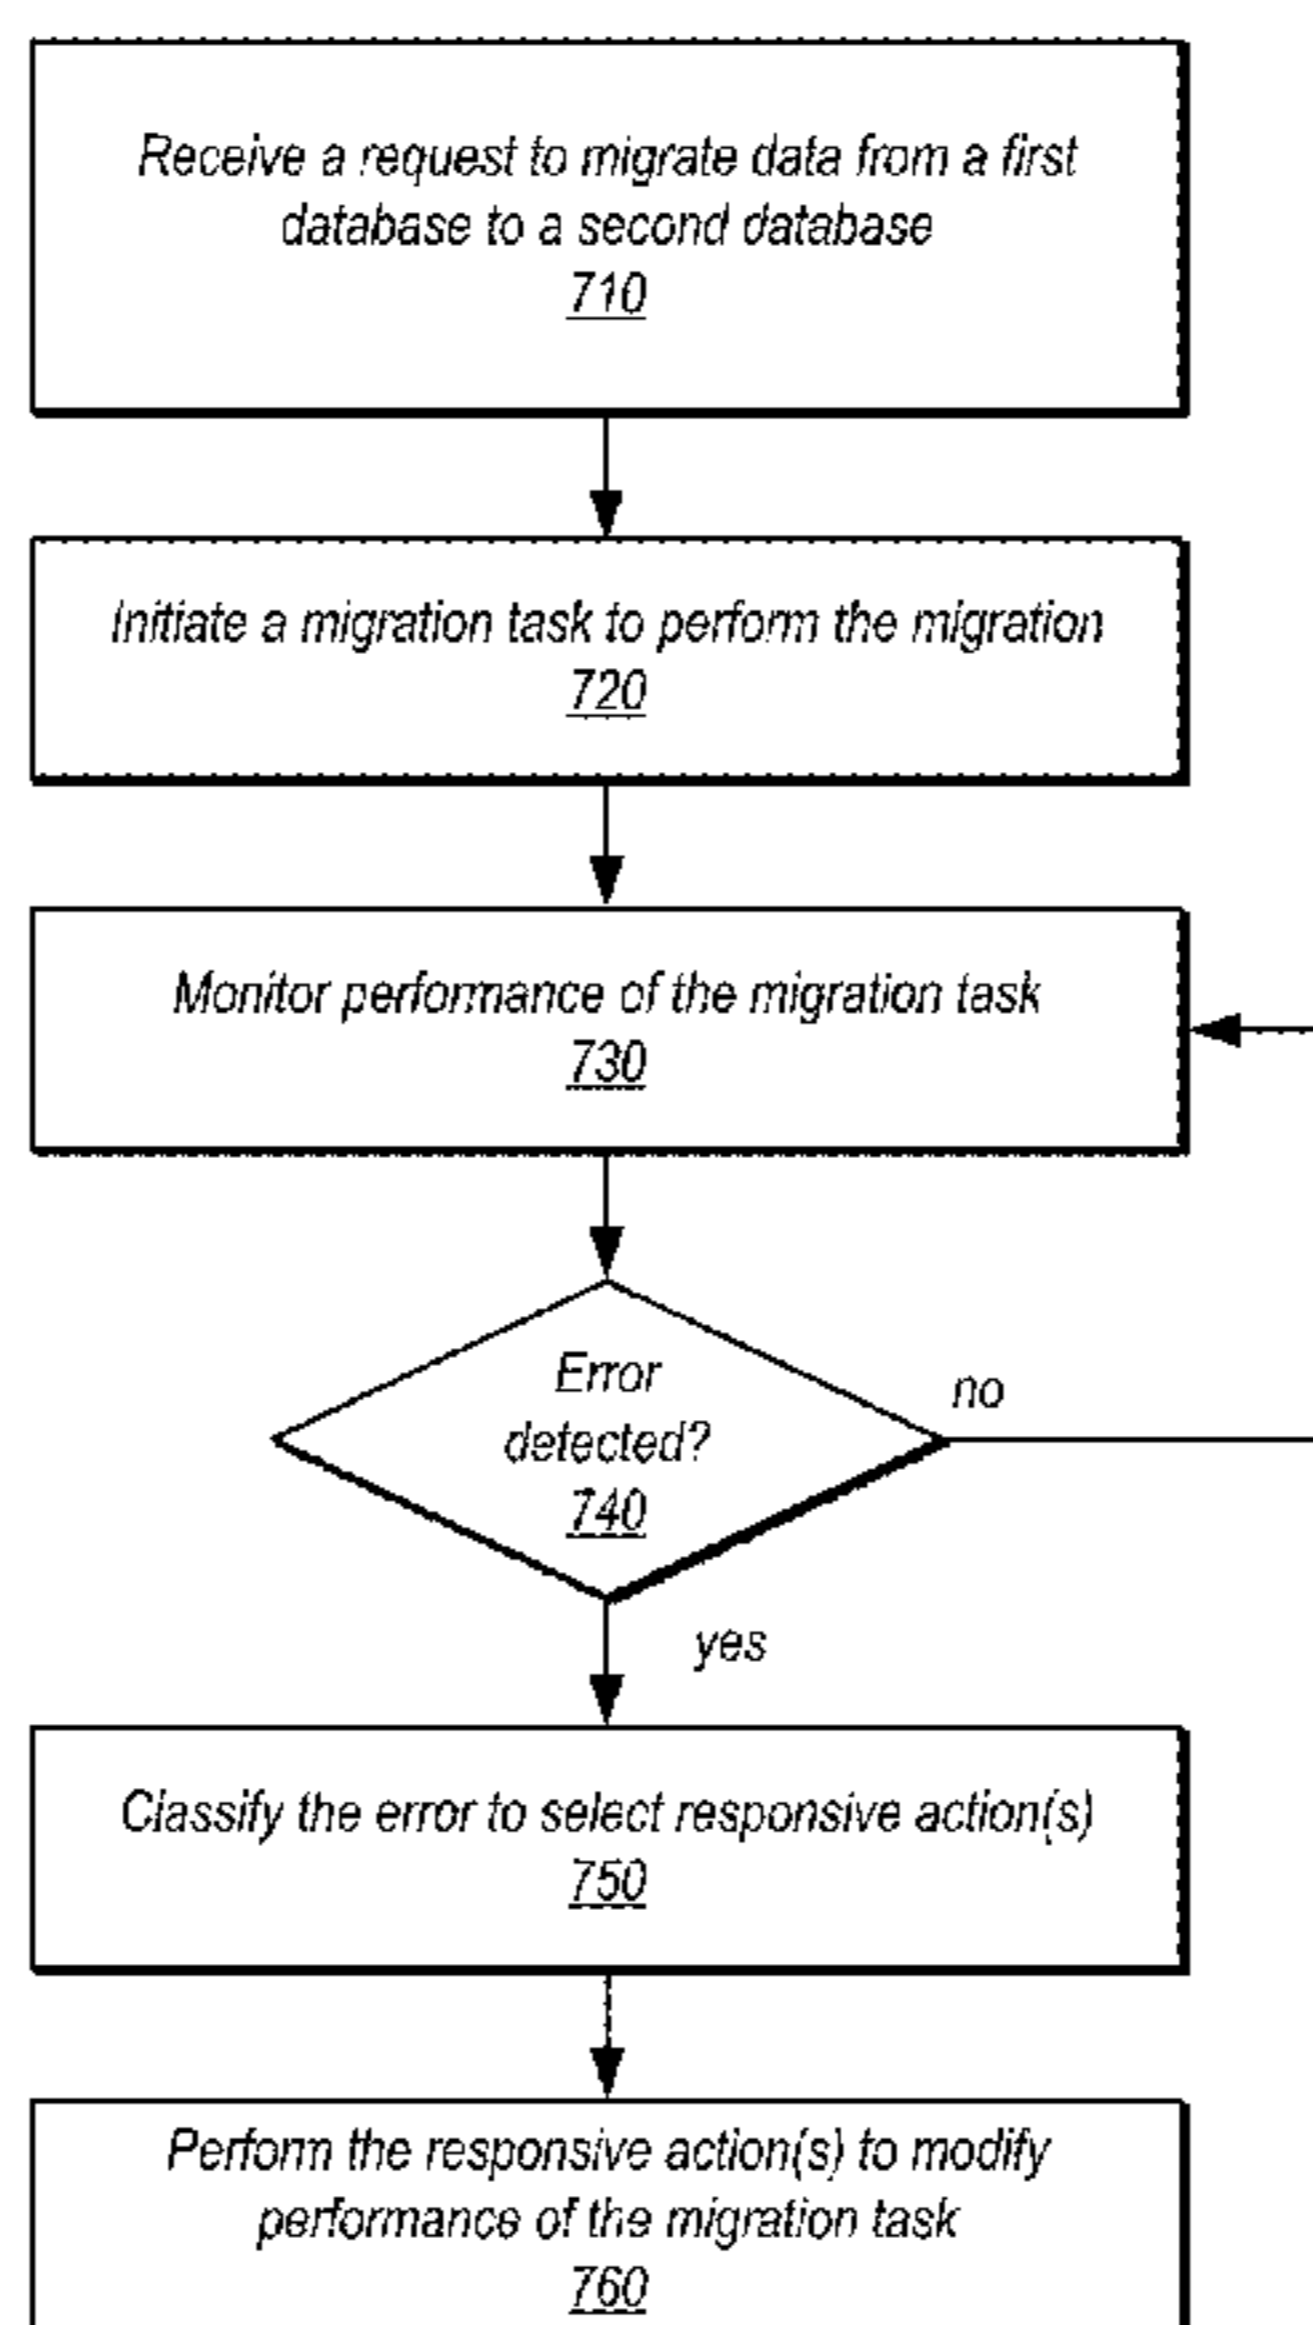 Receive a request to migrate data from a first
database to a second database
710
Initiate a migration task to perform the migration
720
Monitor performance of the migration task
730
Error
detected?
740
no
yes
Classify the error to select responsive action(s)
750
Perform the responsive action(s) to modify
performance of the migration task
760